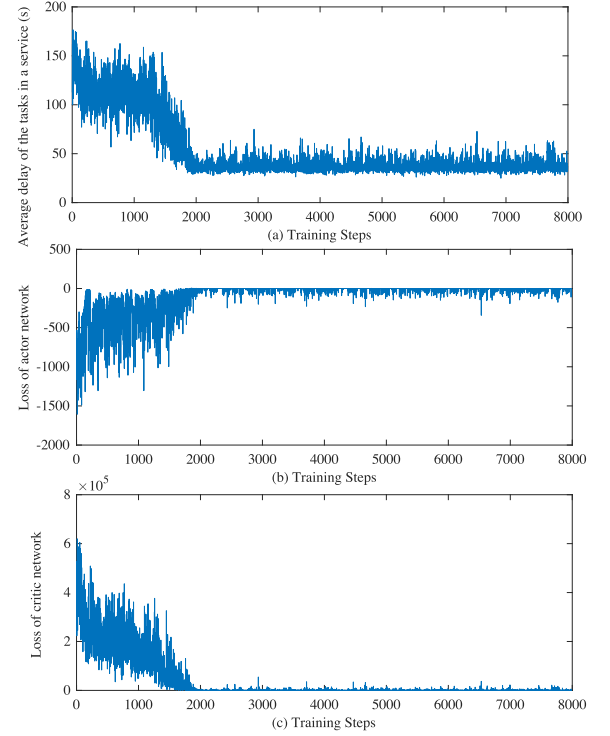 Average delay of the tasks in a service (s)
200
150
100
50
0
0 1000 2000 3000 4000 5000 6000 7000 8000
(a) Training Steps
Loss of actor network
500
0
-500
-1000
-1500
-2000
0 1000 2000 3000 4000 5000 6000 7000 8000
(b) Training Steps
×10⁵
Loss of critic network
8
6
4
2
0
0 1000 2000 3000 4000 5000 6000 7000 8000
(c) Training Steps